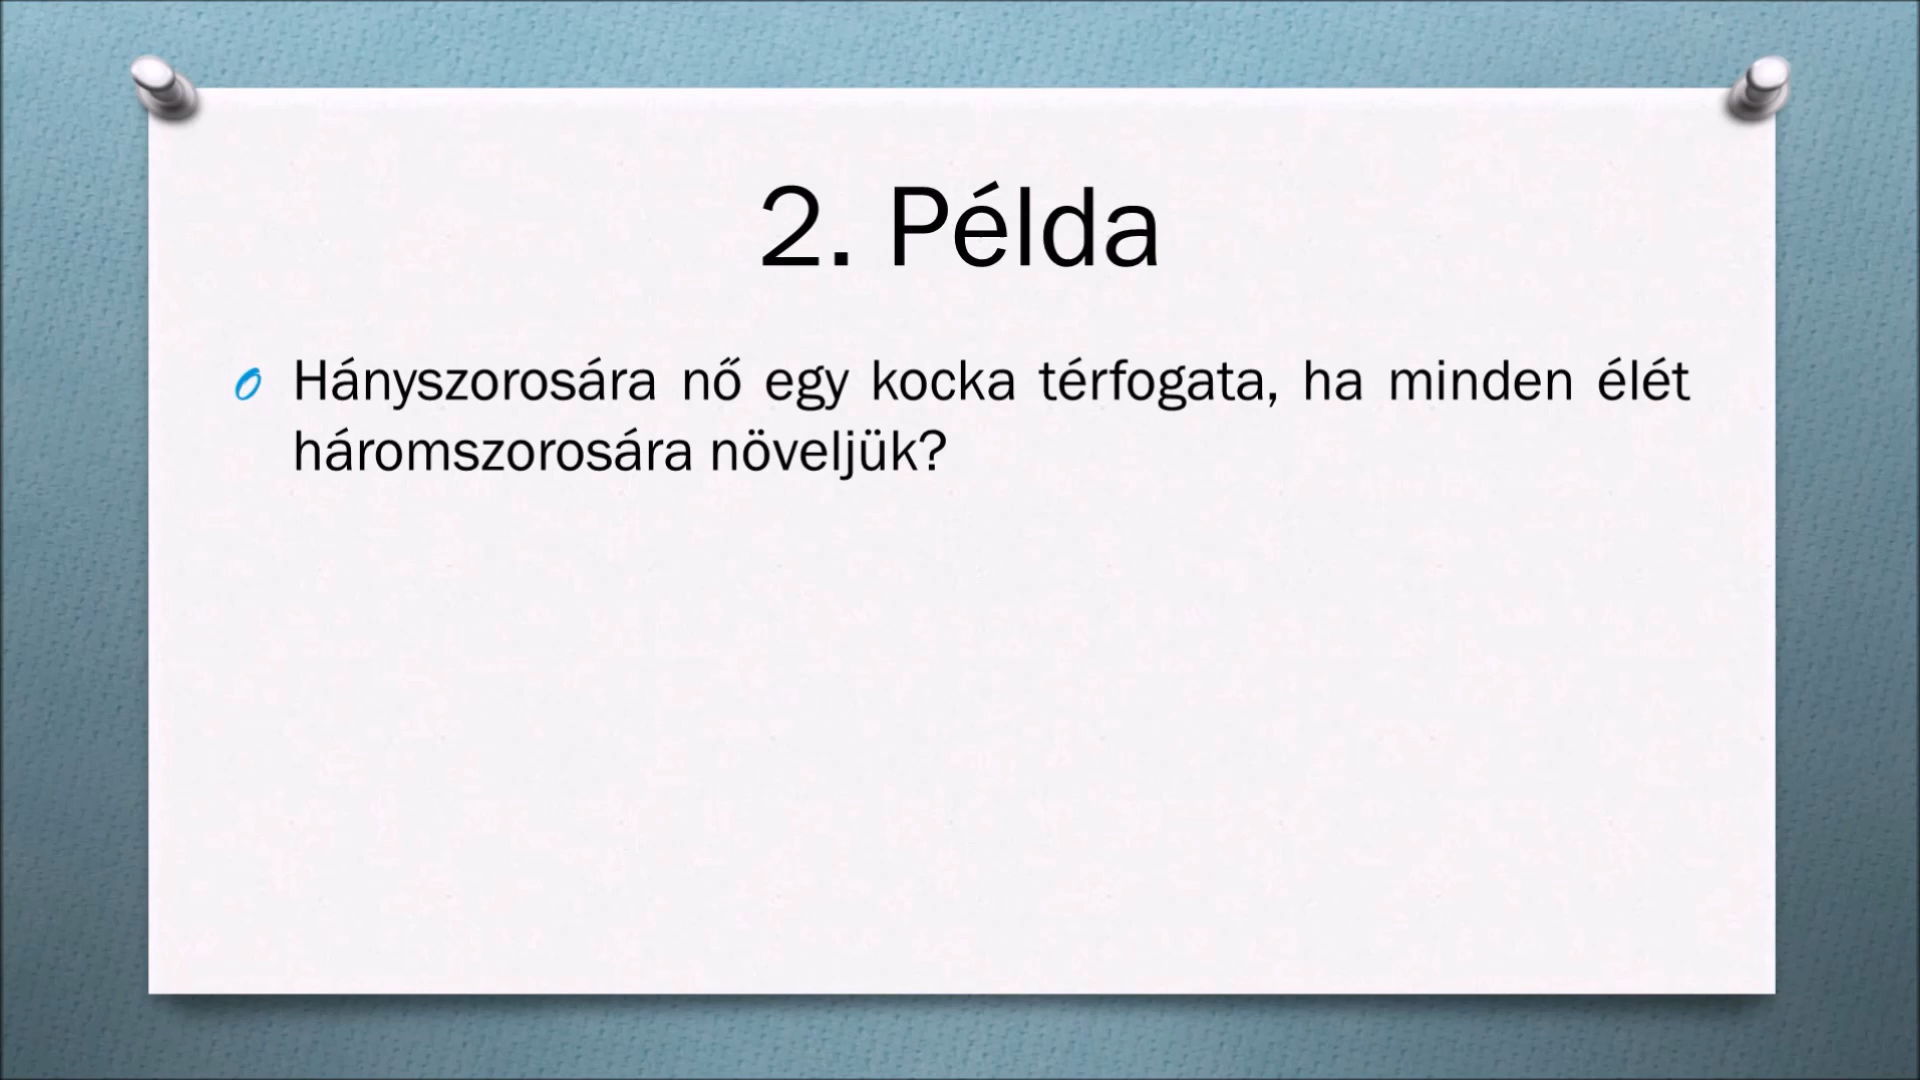 2. Példa
Hányszorosára nő egy kocka térfogata, ha minden élét
háromszorosára növeljük?